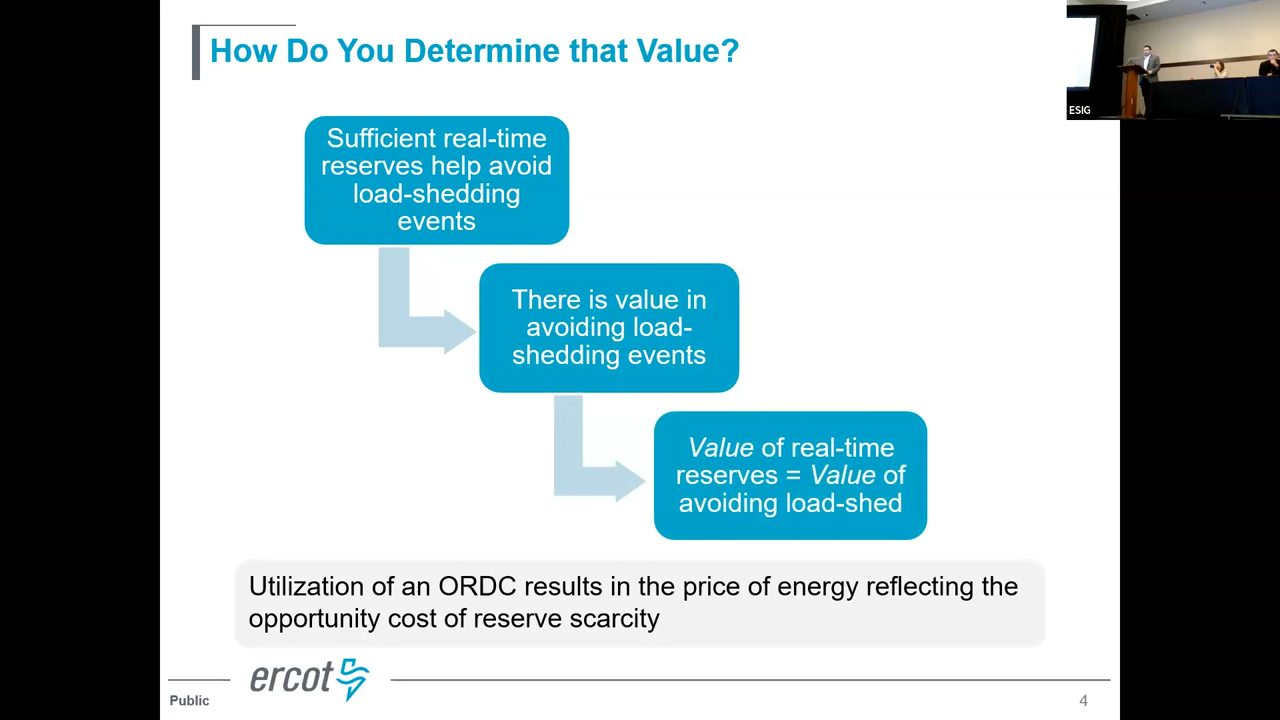 How Do You Determine that Value?
ESIG
Sufficient real-time
reserves help avoid
load-shedding
events
There is value in
avoiding load-
shedding events
Value of real-time
reserves = Value of
avoiding load-shed
Utilization of an ORDC results in the price of energy reflecting the
opportunity cost of reserve scarcity
ercot
Public
4